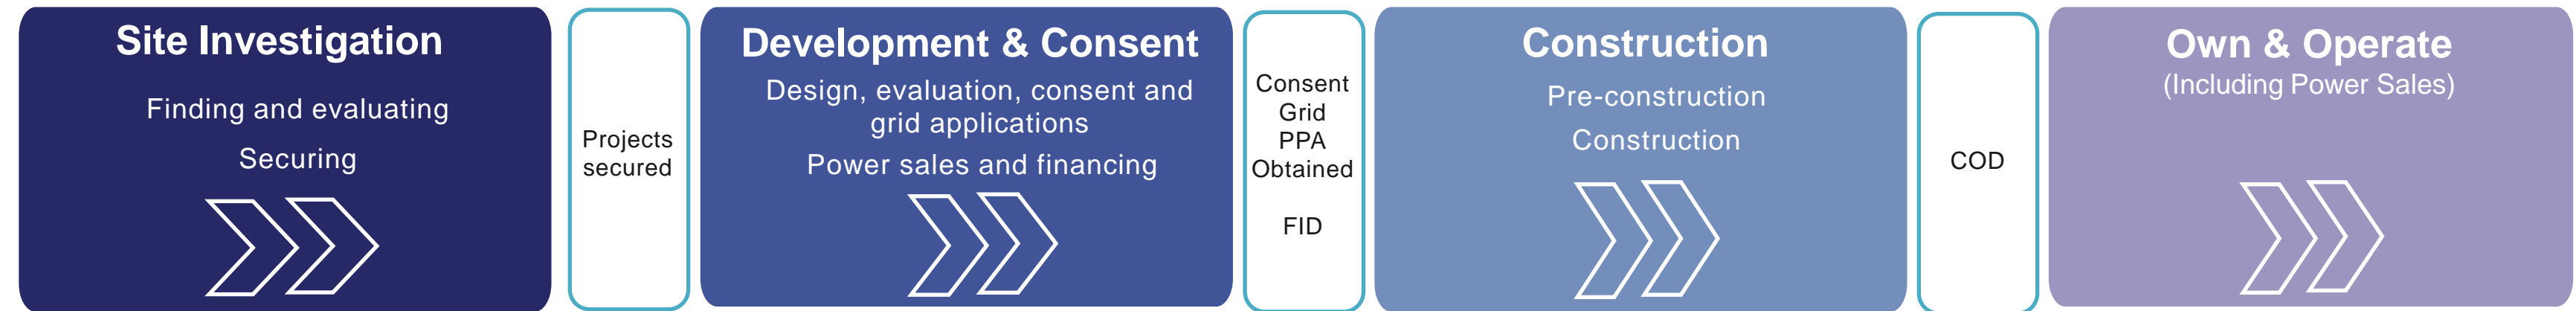 Site Investigation
Finding and evaluating
Securing
Projects
secured
Development & Consent
Design, evaluation, consent and
grid applications
Power sales and financing
Consent
Grid
PPA
Obtained
FID
Construction
Pre-construction
Construction
COD
Own & Operate
(Including Power Sales)